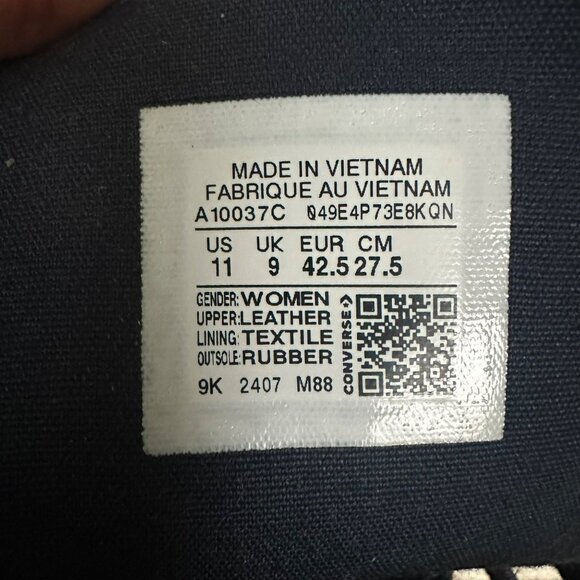 MADE IN VIETNAM
FABRIQUE AU VIETNAM
A10037C 049E4P73E8KQN
US UK EUR CM
11 9 42.5 27.5
GENDER: WOMEN
UPPER: LEATHER
LINING: TEXTILE
OUTSOLE: RUBBER
CONVERSE
9K 2407 M88